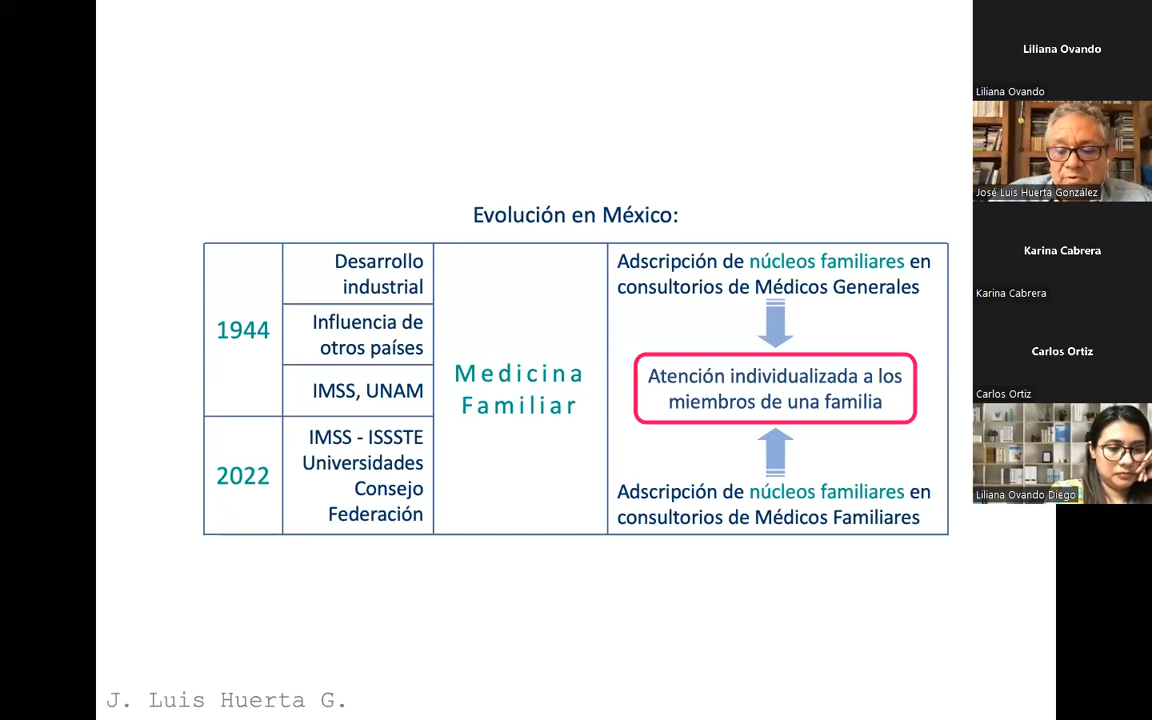 Evolución en México:
1944
Desarrollo
industrial
Influencia de
otros países
IMSS, UNAM
2022
IMSS - ISSSTE
Universidades
Consejo
Federación
Medicina
Familiar
Adscripción de núcleos familiares en
consultorios de Médicos Generales
Atención individualizada a los
miembros de una familia
Adscripción de núcleos familiares en
consultorios de Médicos Familiares
J. Luis Huerta G.
Liliana Ovando
Liliana Ovando
José Luis Huerta González
Karina Cabrera
Karina Cabrera
Carlos Ortiz
Carlos Ortiz
Liliana Ovando Diego